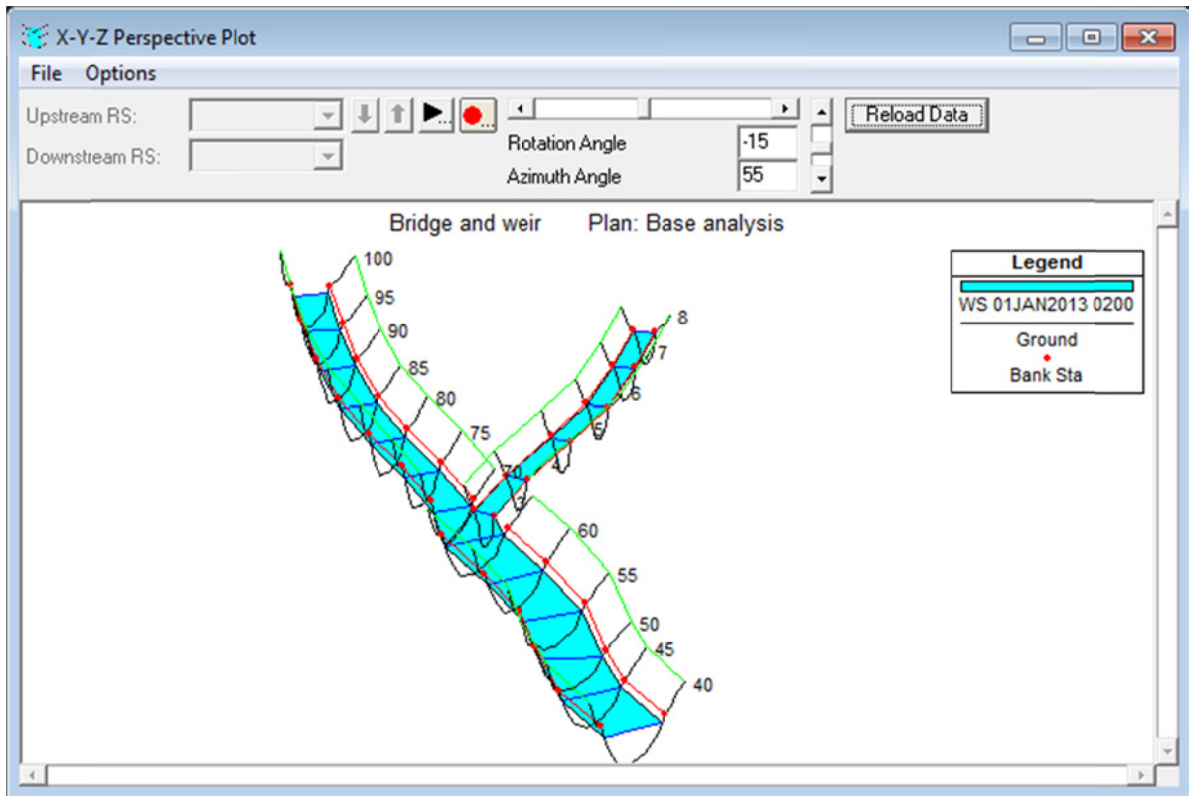 X-Y-Z Perspective Plot
File Options
Upstream RS:
Downstream RS:
Rotation Angle -15
Azimuth Angle 55
Reload Data
Bridge and weir Plan: Base analysis
Legend
WS 01JAN2013 0200
Ground
Bank Sta
100
95
90
85
80
75
70
8
7
6
5
4
3
60
55
50
45
40